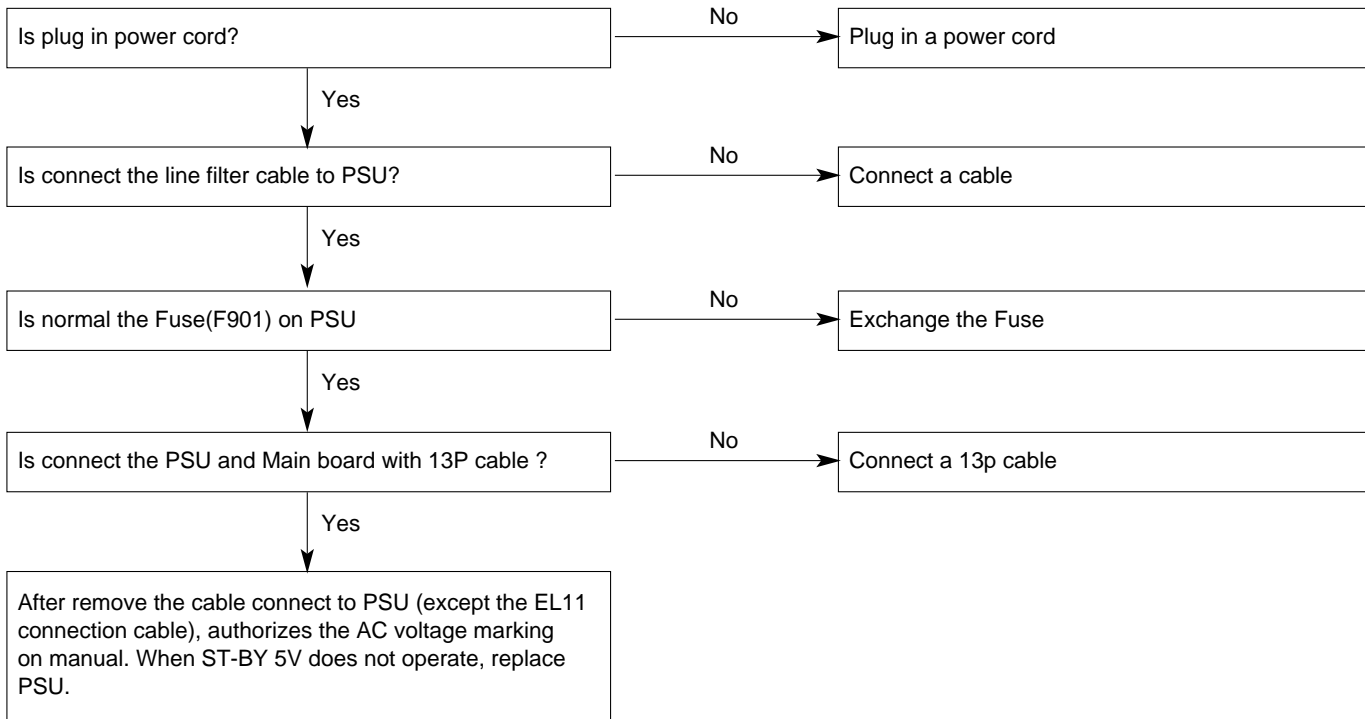 Is plug in power cord?
No
Plug in a power cord
Yes
Is connect the line filter cable to PSU?
No
Connect a cable
Yes
Is normal the Fuse(F901) on PSU
No
Exchange the Fuse
Yes
Is connect the PSU and Main board with 13P cable ?
No
Connect a 13p cable
Yes
After remove the cable connect to PSU (except the EL11
connection cable), authorizes the AC voltage marking
on manual. When ST-BY 5V does not operate, replace
PSU.